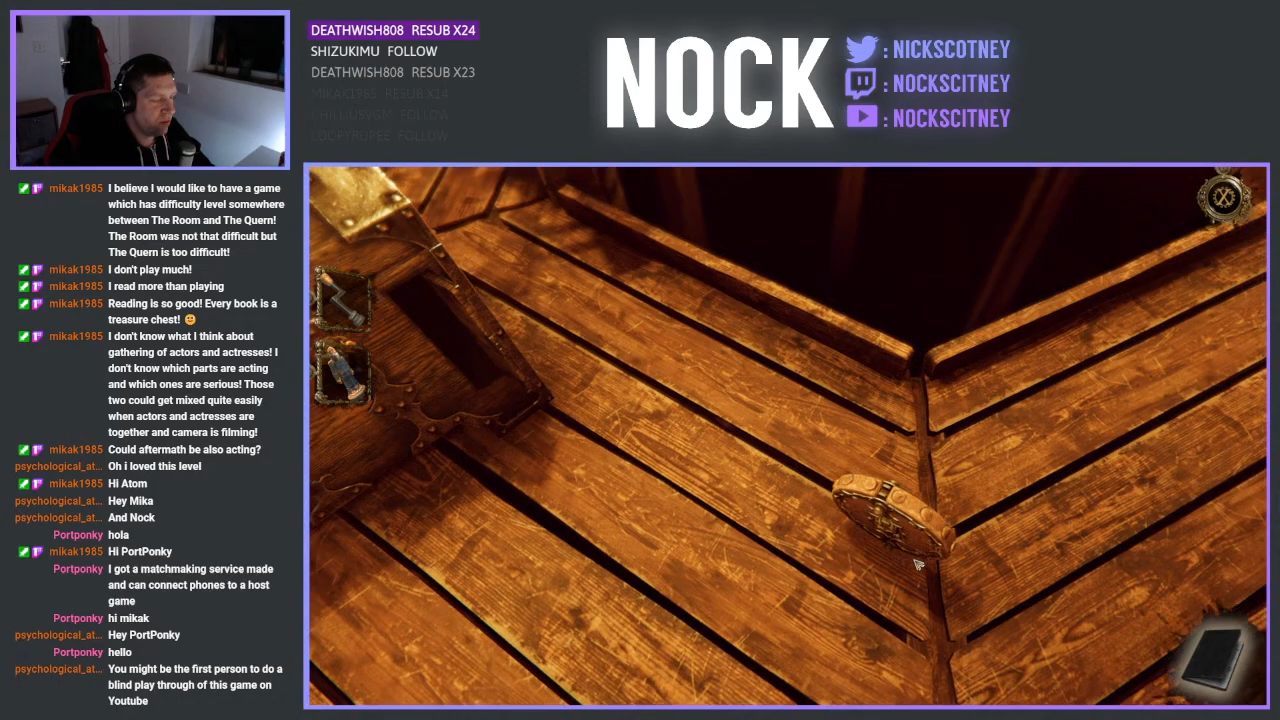 DEATHWISH808 RESUB X24
SHIZUKIMU FOLLOW
DEATHWISH808 RESUB X23
MIKAK1985 RESUB X14
FOLLOW
LOOFYRUPEE FOLLOW
NOCK
: NICKSCOTNEY
: NOCKSCITNEY
: NOCKSCITNEY
mikak1985 I believe I would like to have a game
which has difficulty level somewhere
between The Room and The Quern!
The Room was not that difficult but
The Quern is too difficult!
mikak1985 I don't play much!
mikak1985 I read more than playing
mikak1985 Reading is so good! Every book is a
treasure chest! 🙂
mikak1985 I don't know what I think about
gathering of actors and actresses! I
don't know which parts are acting
and which ones are serious! Those
two could get mixed quite easily
when actors and actresses are
together and camera is filming!
mikak1985 Could aftermath be also acting?
psychological_at... Oh i loved this level
mikak1985 Hi Atom
psychological_at... Hey Mika
psychological_at... And Nock
Portponky hola
mikak1985 Hi PortPonky
Portponky I got a matchmaking service made
and can connect phones to a host
game
Portponky hi mikak
psychological_at... Hey PortPonky
Portponky hello
psychological_at... You might be the first person to do a
blind play through of this game on
Youtube